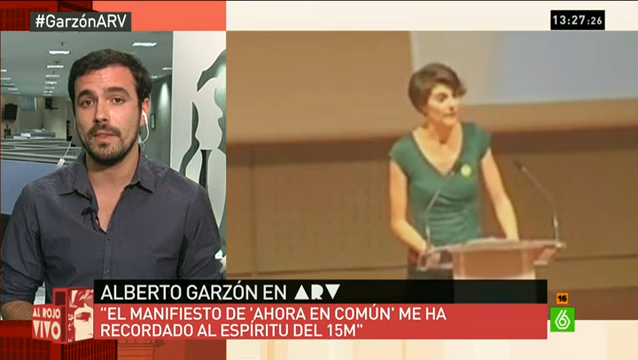 #GarzónARV
13:27:26
ALBERTO GARZÓN EN ARV
"EL MANIFIESTO DE 'AHORA EN COMÚN' ME HA
RECORDADO AL ESPÍRITU DEL 15M"
AL ROJO
VIVO
16
6